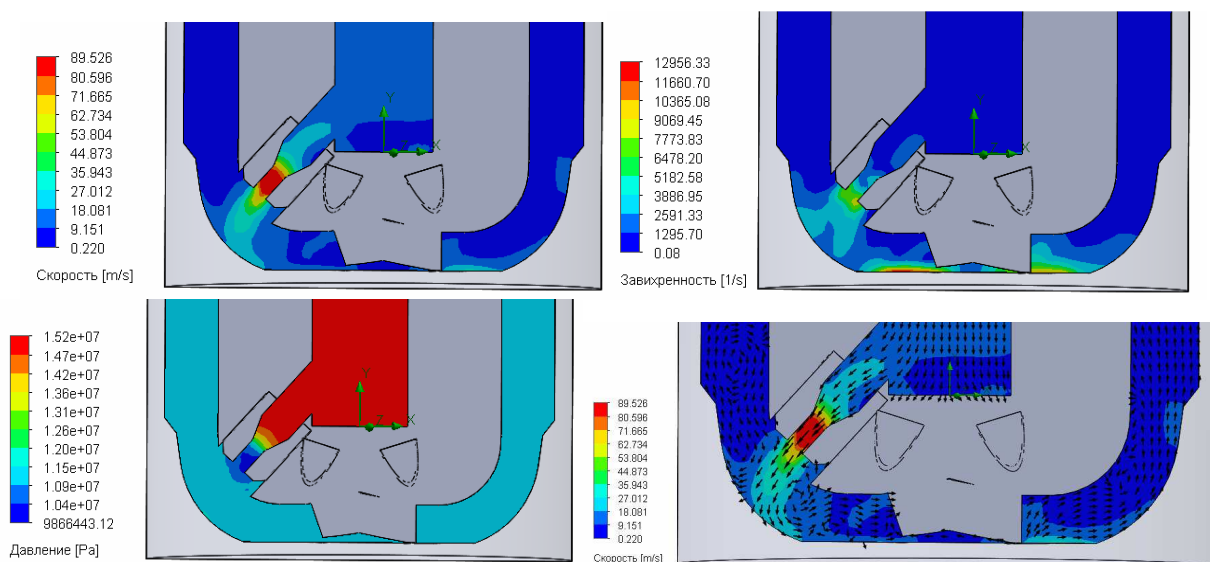 89.526
80.596
71.665
62.734
53.804
44.873
35.943
27.012
18.081
9.151
0.220
Скорость [m/s]
Y
Z
X
12956.33
11660.70
10365.08
9069.45
7773.83
6478.20
5182.58
3886.95
2591.33
1295.70
0.08
Завихренность [1/s]
Y
Z
X
1.52e+07
1.47e+07
1.42e+07
1.36e+07
1.31e+07
1.26e+07
1.20e+07
1.15e+07
1.09e+07
1.04e+07
9866443.12
Давление [Pa]
Y
Z
X
89.526
80.596
71.665
62.734
53.804
44.873
35.943
27.012
18.081
9.151
0.220
Скорость [m/s]